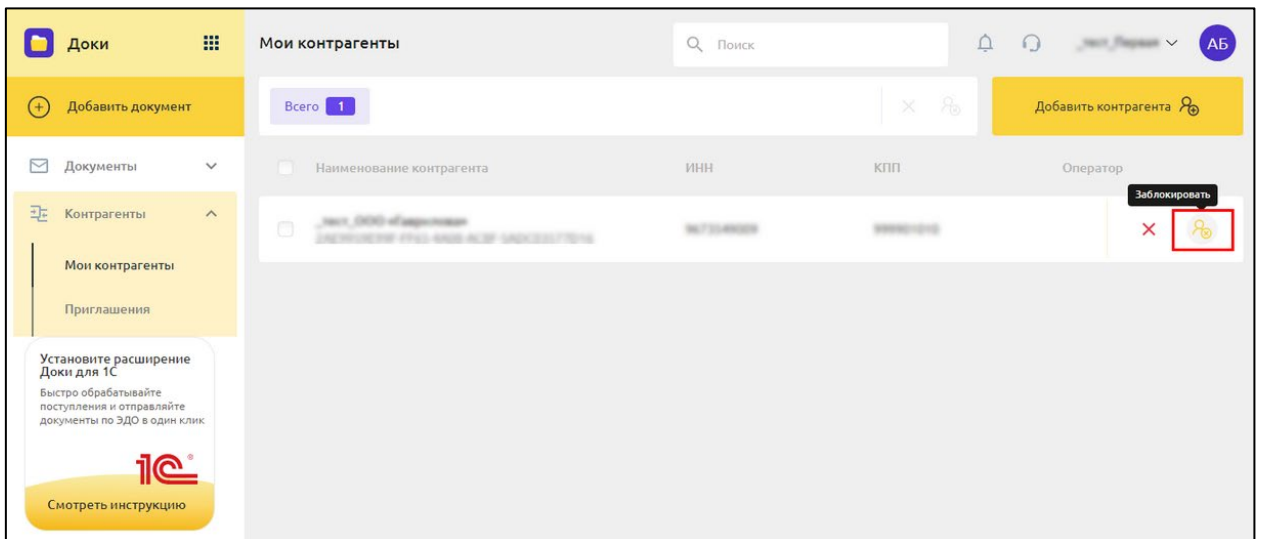 Доки
Мои контрагенты
Поиск
АБ
Добавить документ
Всего 1
Добавить контрагента
Документы
Наименование контрагента
ИНН
КПП
Оператор
Заблокировать
Контрагенты
Мои контрагенты
Приглашения
Установите расширение
Доки для 1С
Быстро обрабатывайте
поступления и отправляйте
документы по ЭДО в один клик
1С
Смотреть инструкцию